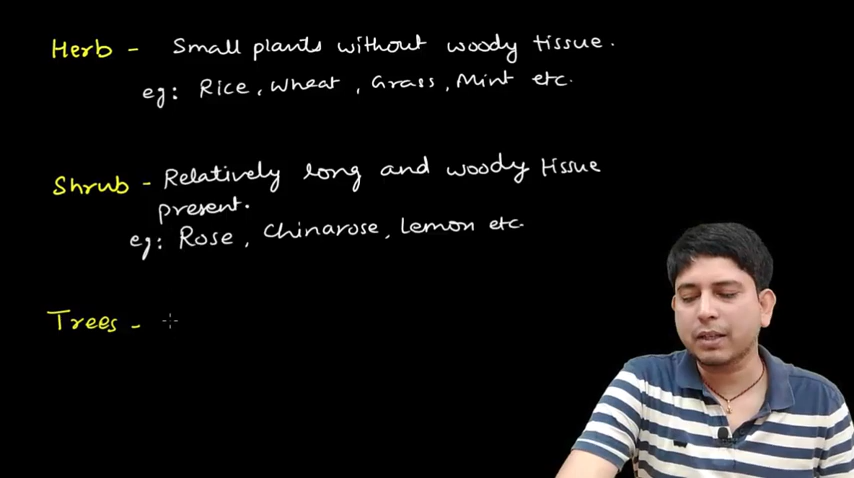 Herb - Small plants without woody tissue.
eg: Rice, Wheat, Grass, Mint etc.
Shrub - Relatively long and woody tissue
present.
eg: Rose, Chinarose, Lemon etc.
Trees -